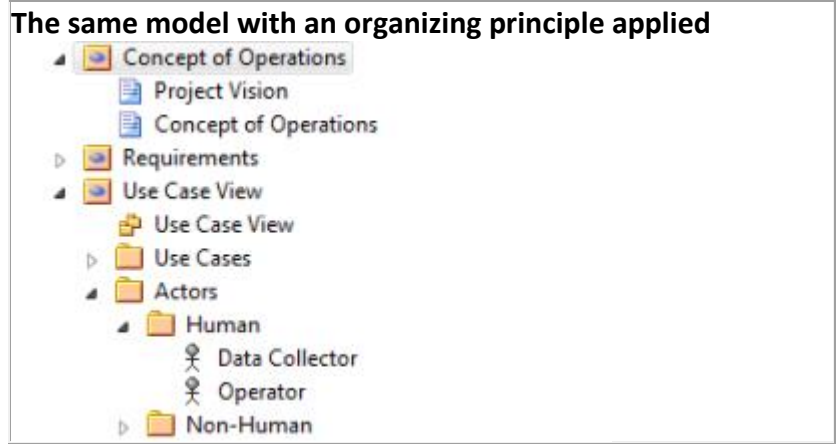 The same model with an organizing principle applied
Concept of Operations
Project Vision
Concept of Operations
Requirements
Use Case View
Use Case View
Use Cases
Actors
Human
Data Collector
Operator
Non-Human